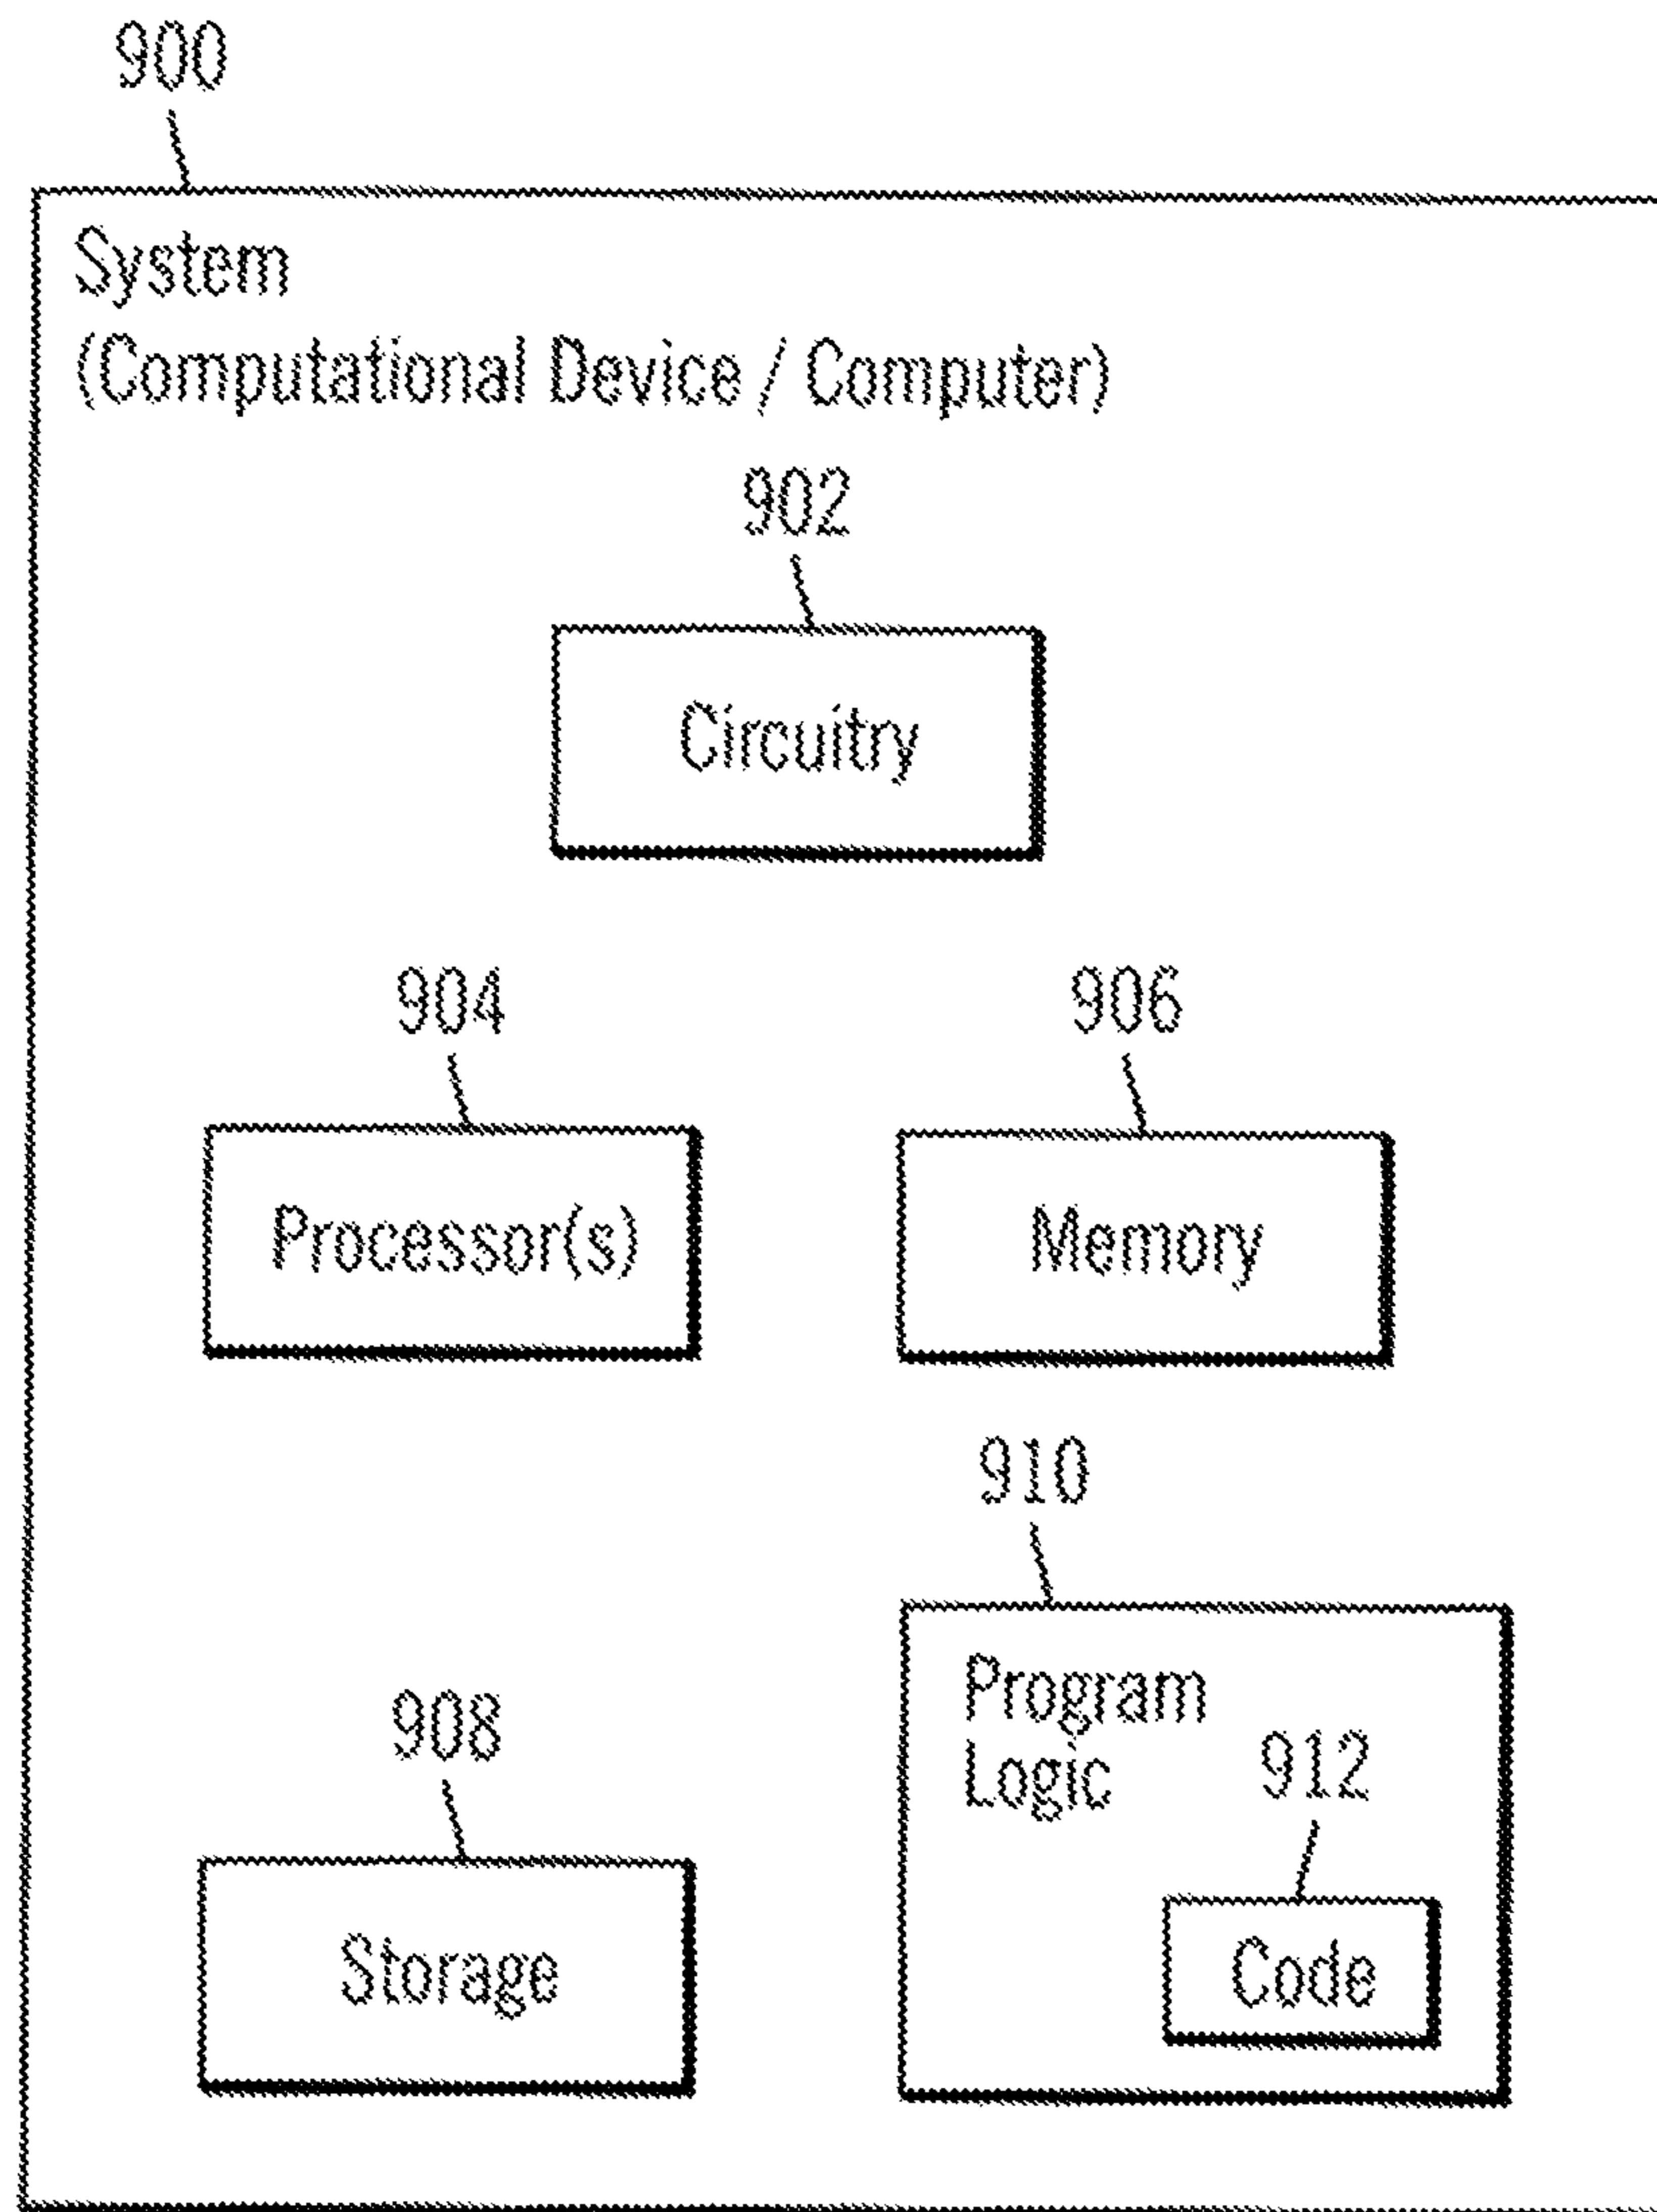 900
System
(Computational Device / Computer)
902
Circuitry
904
906
Processor(s)
Memory
910
Program
Logic
908
912
Storage
Code